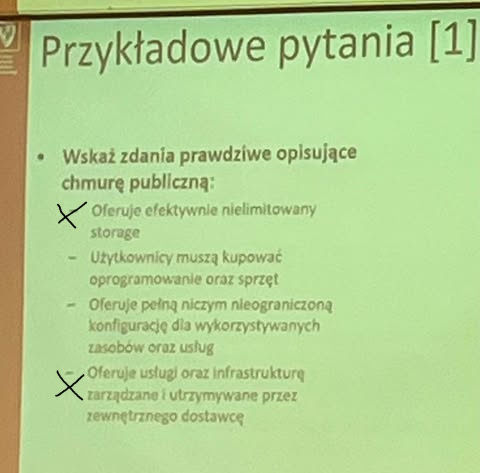 Przykładowe pytania [1]
• Wskaż zdania prawdziwe opisujące
chmurę publiczną:
– Oferuje efektywnie nielimitowany
storage
– Użytkownicy muszą kupować
oprogramowanie oraz sprzęt
– Oferuje pełną niczym nieograniczoną
konfigurację dla wykorzystywanych
zasobów oraz usług
– Oferuje usługi oraz infrastrukturę
zarządzane i utrzymywane przez
zewnętrznego dostawcę